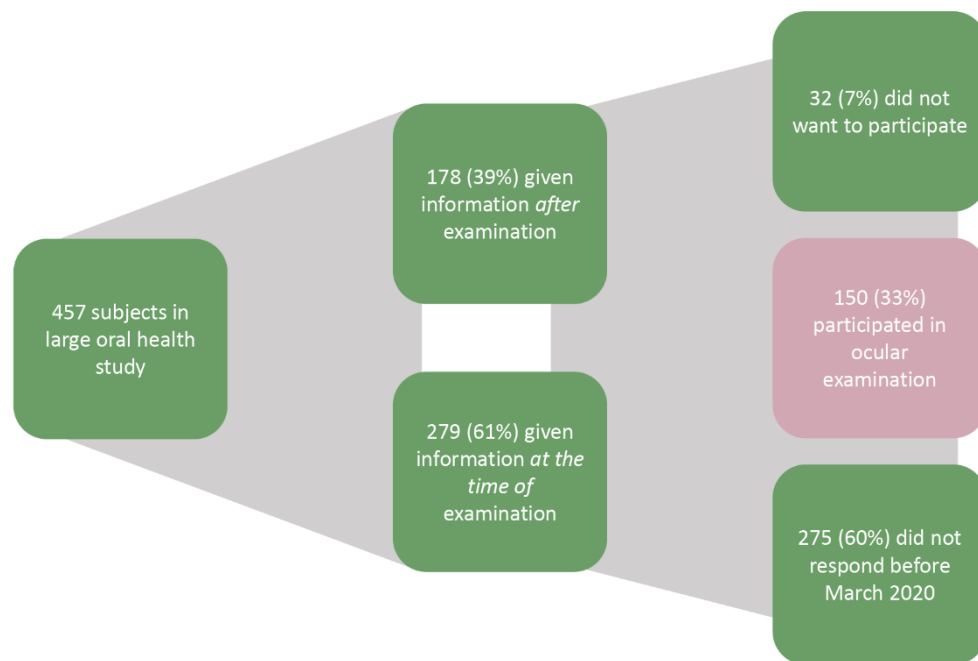 457 subjects in
large oral health
study
178 (39%) given
information after
examination
279 (61%) given
information at the
time of
examination
32 (7%) did not
want to participate
150 (33%)
participated in
ocular
examination
275 (60%) did not
respond before
March 2020